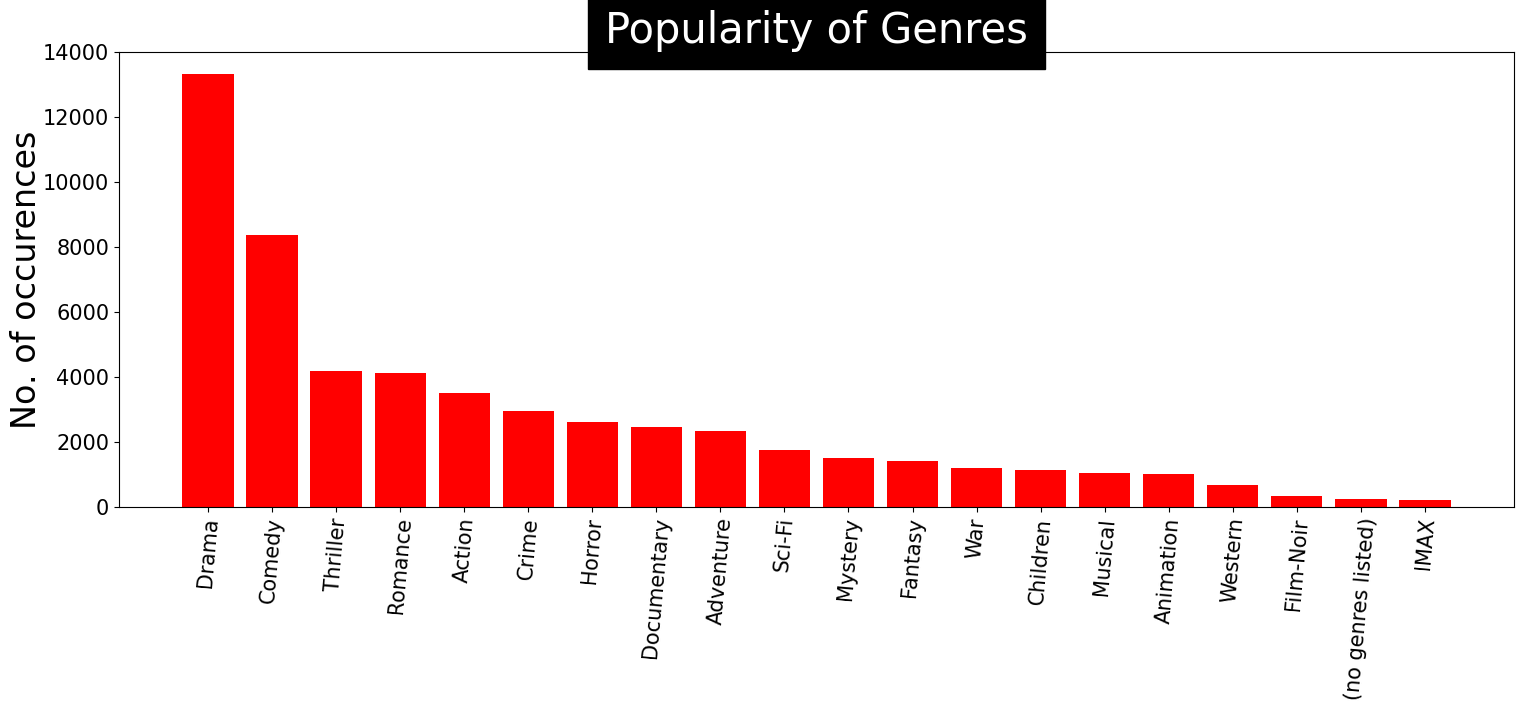 Popularity of Genres
No. of occurences
14000
12000
10000
8000
6000
4000
2000
0
Drama
Comedy
Thriller
Romance
Action
Crime
Horror
Documentary
Adventure
Sci-Fi
Mystery
Fantasy
War
Children
Musical
Animation
Western
Film-Noir
(no genres listed)
IMAX